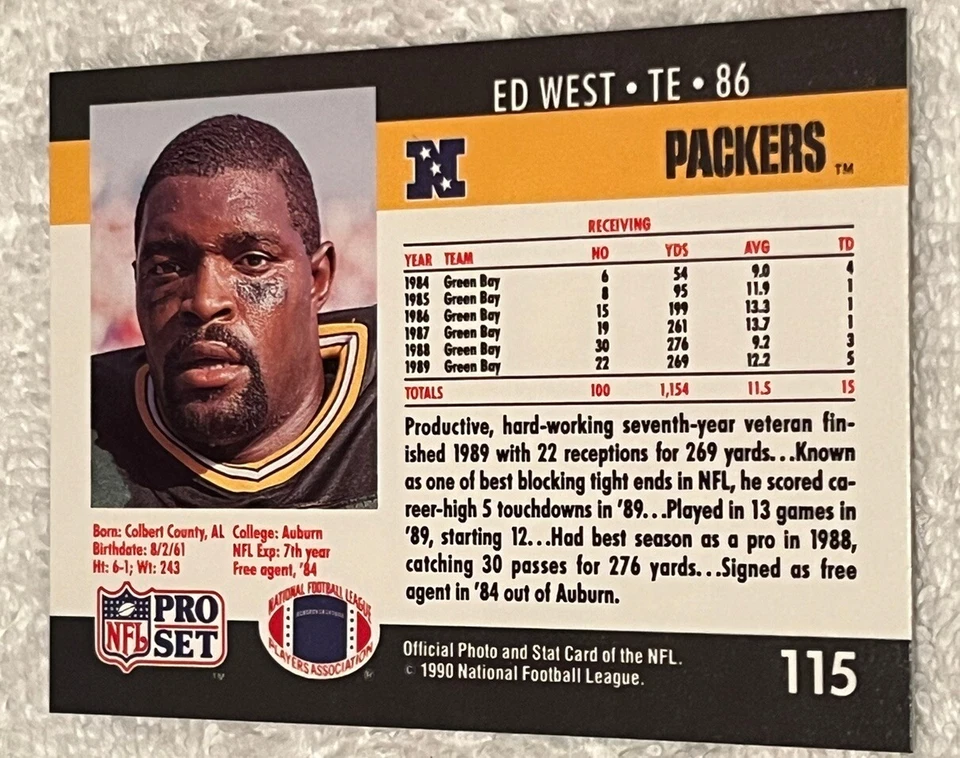 ED WEST • TE • 86
N
PACKERS TM
RECEIVING
YEAR TEAM NO YDS AVG TD
1984 Green Bay 6 54 9.0 4
1985 Green Bay 8 95 11.9 1
1986 Green Bay 15 199 13.3 1
1987 Green Bay 19 261 13.7 1
1988 Green Bay 30 276 9.2 3
1989 Green Bay 22 269 12.2 5
TOTALS 100 1,154 11.5 15
Productive, hard-working seventh-year veteran fin-
ished 1989 with 22 receptions for 269 yards...Known
as one of best blocking tight ends in NFL, he scored ca-
reer-high 5 touchdowns in '89...Played in 13 games in
'89, starting 12...Had best season as a pro in 1988,
catching 30 passes for 276 yards...Signed as free
agent in '84 out of Auburn.
Born: Colbert County, AL College: Auburn
Birthdate: 8/2/61 NFL Exp: 7th year
Ht: 6-1; Wt: 243 Free agent, '84
NFL PRO SET TM
NATIONAL FOOTBALL LEAGUE
PLAYERS ASSOCIATION
Official Photo and Stat Card of the NFL.
© 1990 National Football League.
115